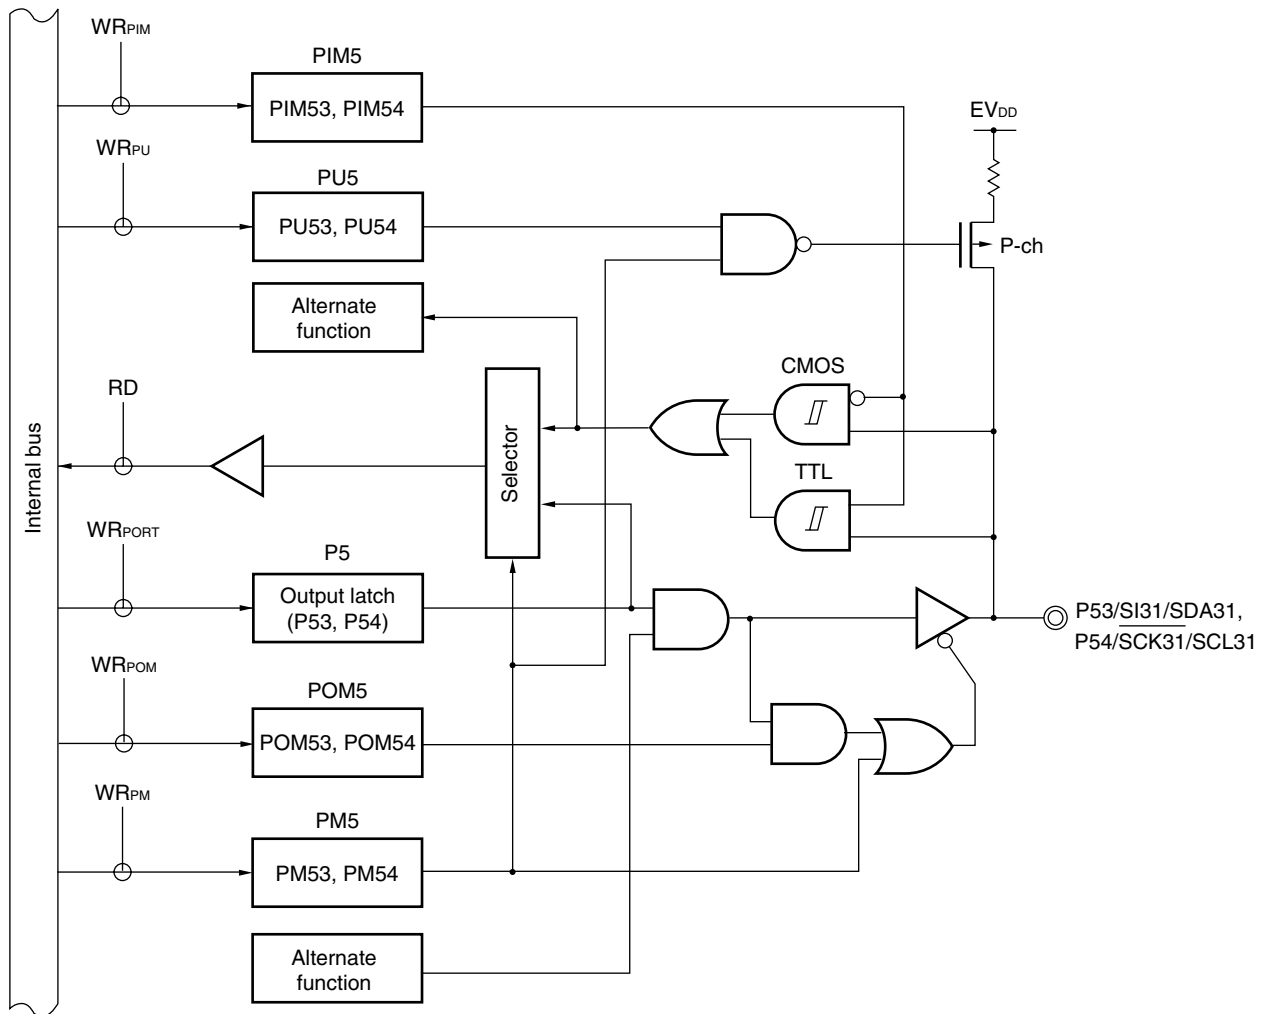 WRPIM
PIM5
PIM53, PIM54
EVDD
WRPU
PU5
PU53, PU54
P-ch
Alternate
function
CMOS
RD
Selector
TTL
Internal bus
WRPORT
P5
Output latch
(P53, P54)
P53/SI31/SDA31,
P54/SCK31/SCL31
WRPOM
POM5
POM53, POM54
WRPM
PM5
PM53, PM54
Alternate
function